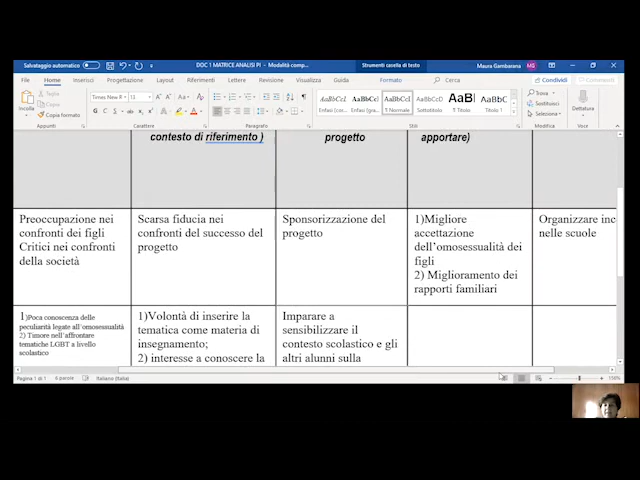 Salvataggio automatico
DOC 1 MATRICE ANALISI PI - Modalità comp...
Strumenti casella di testo
Maura Gambarana
MG
File Home Inserisci Progettazione Layout Riferimenti Lettere Revisione Visualizza Guida Formato Cerca Condividi Commenti
Incolla
Taglia
Copia
Copia formato
Appunti
Times New R 13
Carattere
Paragrafo
AaBbCcI AaBbCcI AaBbCcI AaBbCcI AaBl AaBbC
Enfasi (cor... Enfasi (gras... ¶ Normale Sottotitolo ¶ Titolo Titolo 1
Stili
Trova
Sostituisci
Seleziona
Modifica
Dettatura
Voce
contesto di riferimento )
progetto
apportare)
Preoccupazione nei
confronti dei figli
Critici nei confronti
della società
Scarsa fiducia nei
confronti del successo del
progetto
Sponsorizzazione del
progetto
1)Migliore
accettazione
dell'omosessualità dei
figli
2) Miglioramento dei
rapporti familiari
Organizzare inc
nelle scuole
1)Poca conoscenza delle
peculiarità legate all'omosessualità
2) Timore nell'affrontare
tematiche LGBT a livello
scolastico
1)Volontà di inserire la
tematica come materia di
insegnamento;
2) interesse a conoscere la
Imparare a
sensibilizzare il
contesto scolastico e gli
altri alunni sulla
Pagina 1 di 1 4 parole Italiano (Italia)